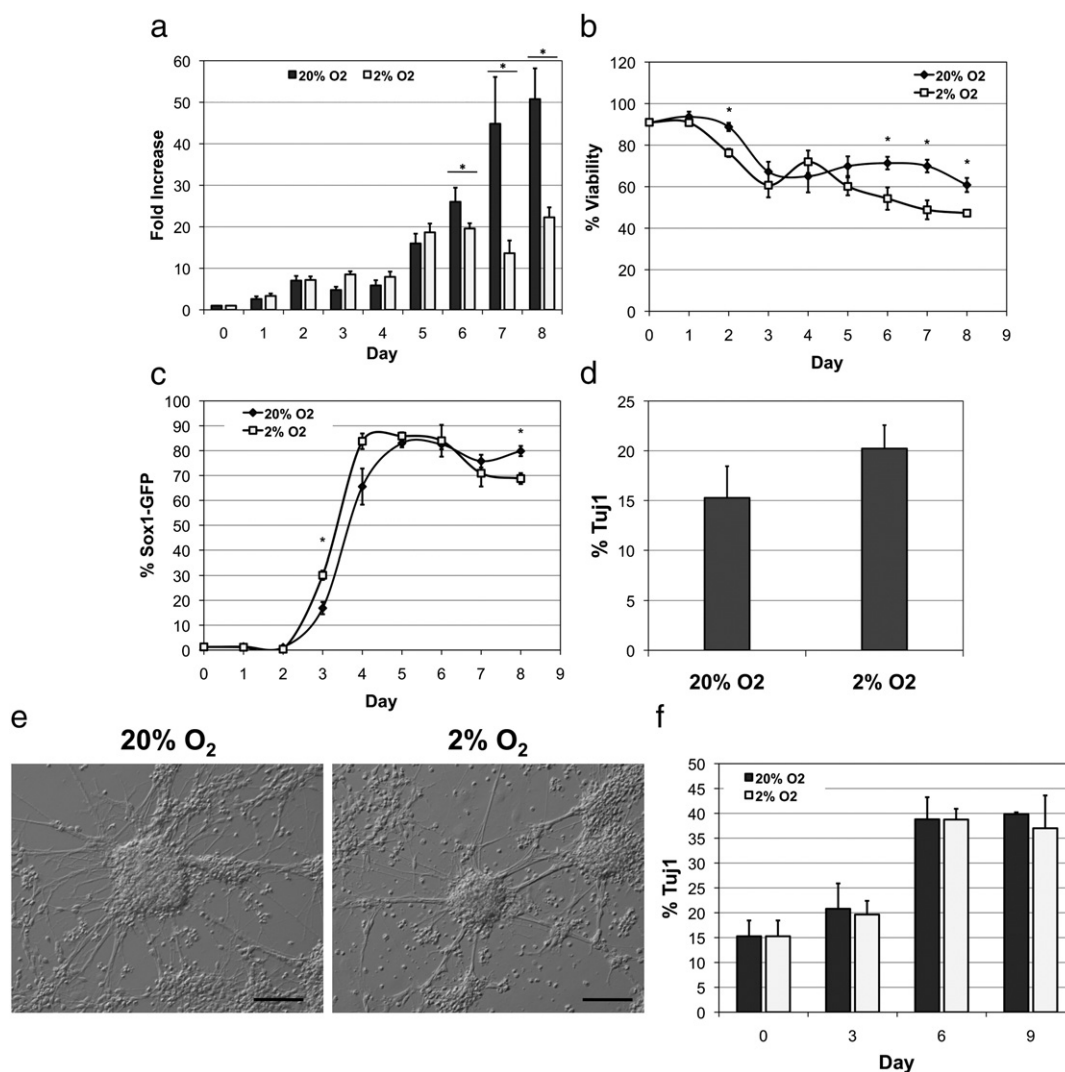 a
20% O2 2% O2
Fold Increase
60
50
40
30
20
10
0
* * *
0 1 2 3 4 5 6 7 8
Day
b
20% O2
2% O2
% Viability
120
100
80
60
40
20
0
* * * *
0 1 2 3 4 5 6 7 8 9
Day
c
20% O2
2% O2
% Sox1-GFP
100
90
80
70
60
50
40
30
20
10
0
* *
0 1 2 3 4 5 6 7 8 9
Day
d
% Tuj1
25
20
15
10
5
0
20% O2 2% O2
e
20% O₂ 2% O₂
f
20% O2
2% O2
% Tuj1
50
45
40
35
30
25
20
15
10
5
0
0 3 6 9
Day